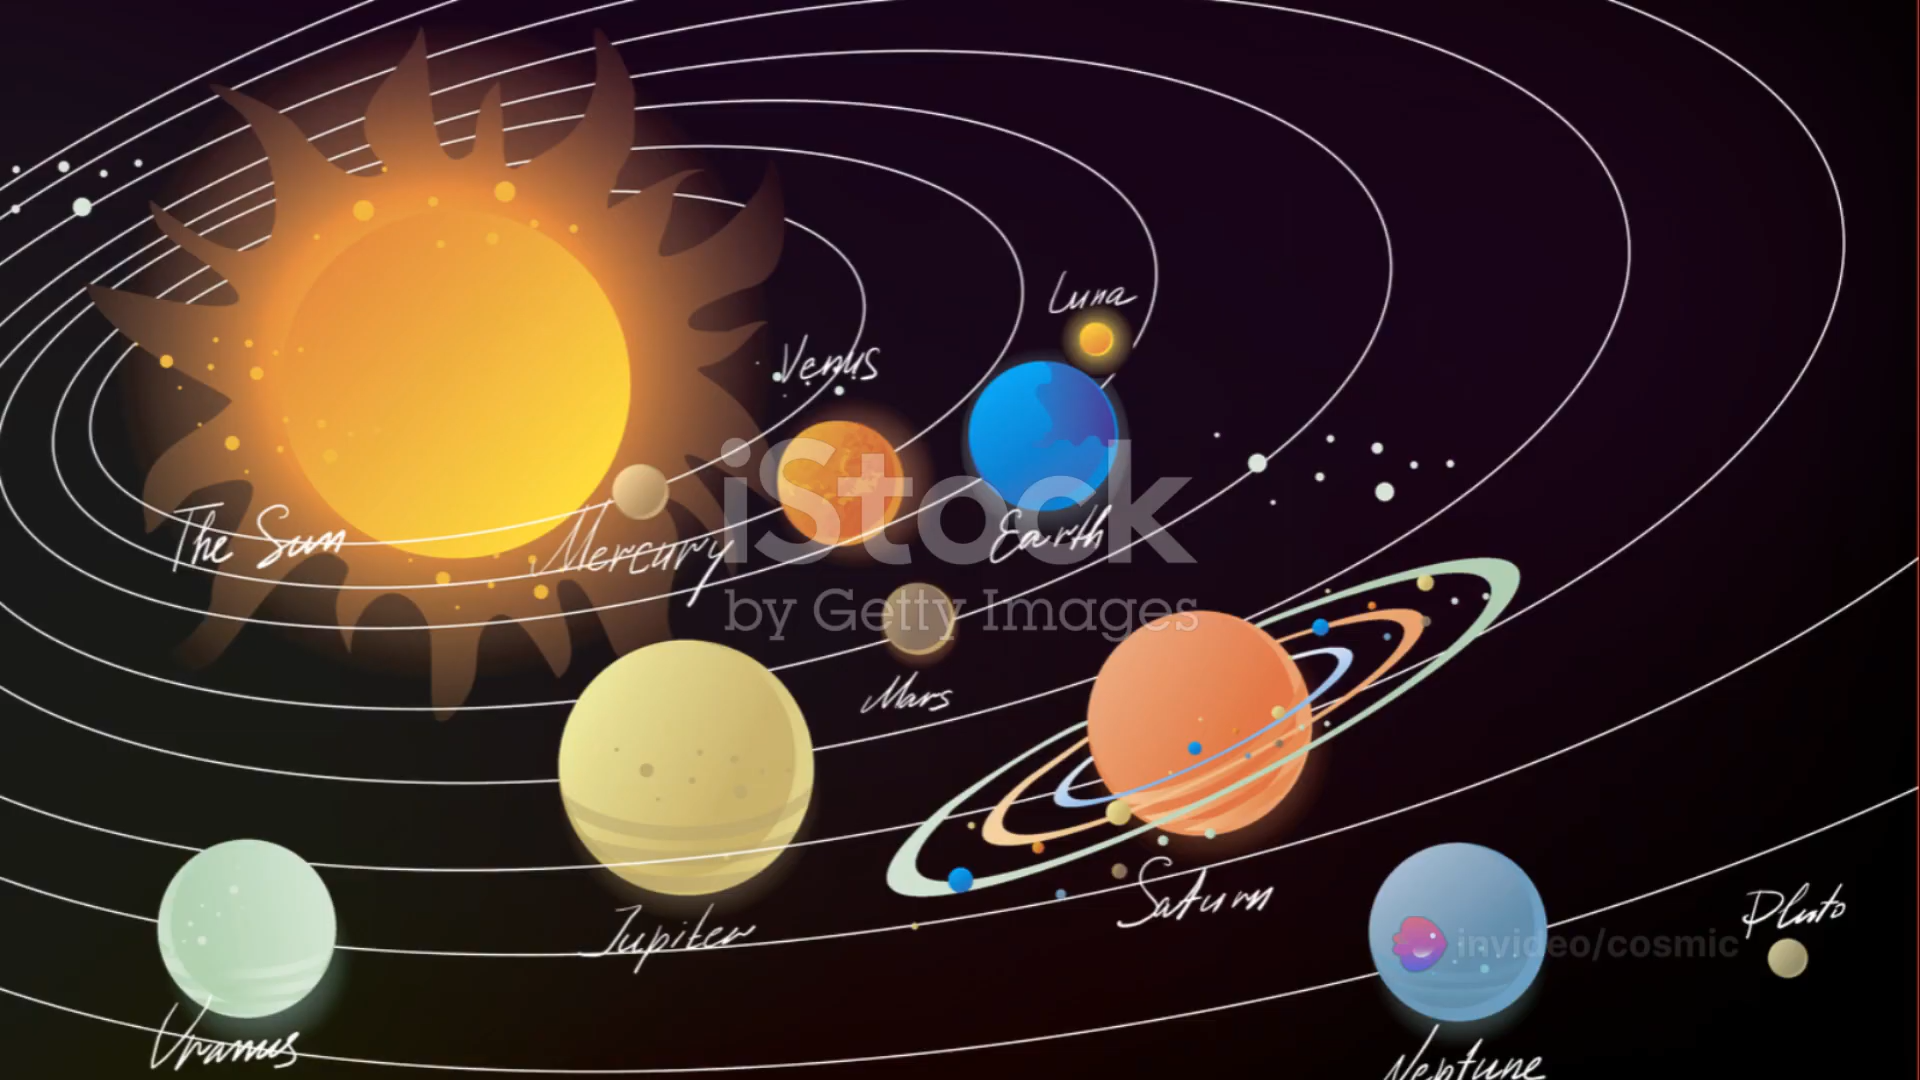 Luna
Venus
The Sun
Mercury
Earth
iStock
by Getty Images
Mars
Jupiter
Saturn
Pluto
invideo/cosmic
Uranus
Neptune